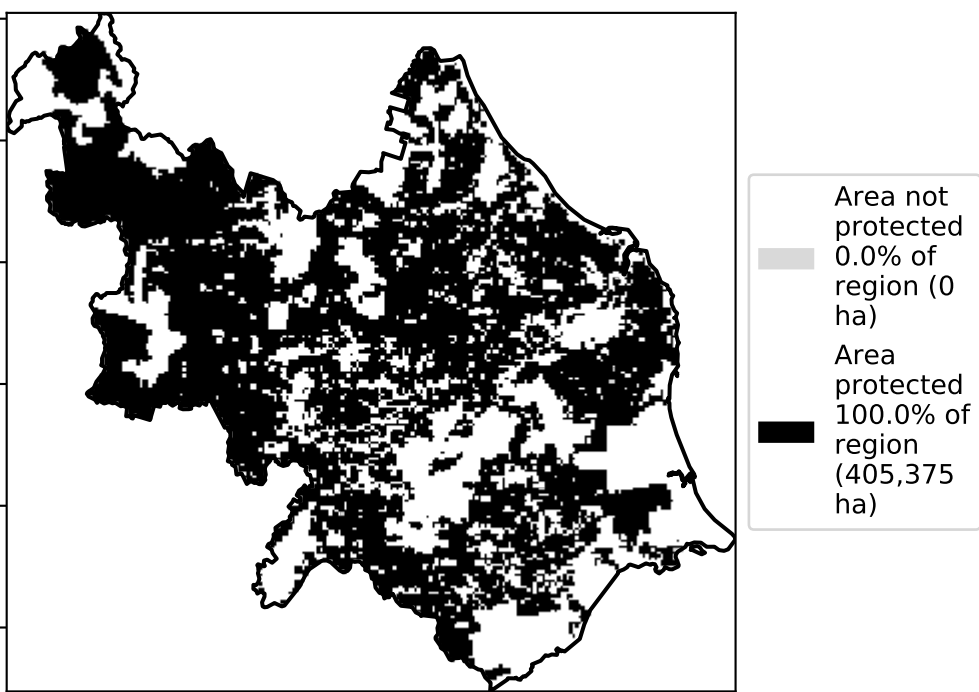 Area not
protected
0.0% of
region (0
ha)
Area
protected
100.0% of
region
(405,375
ha)